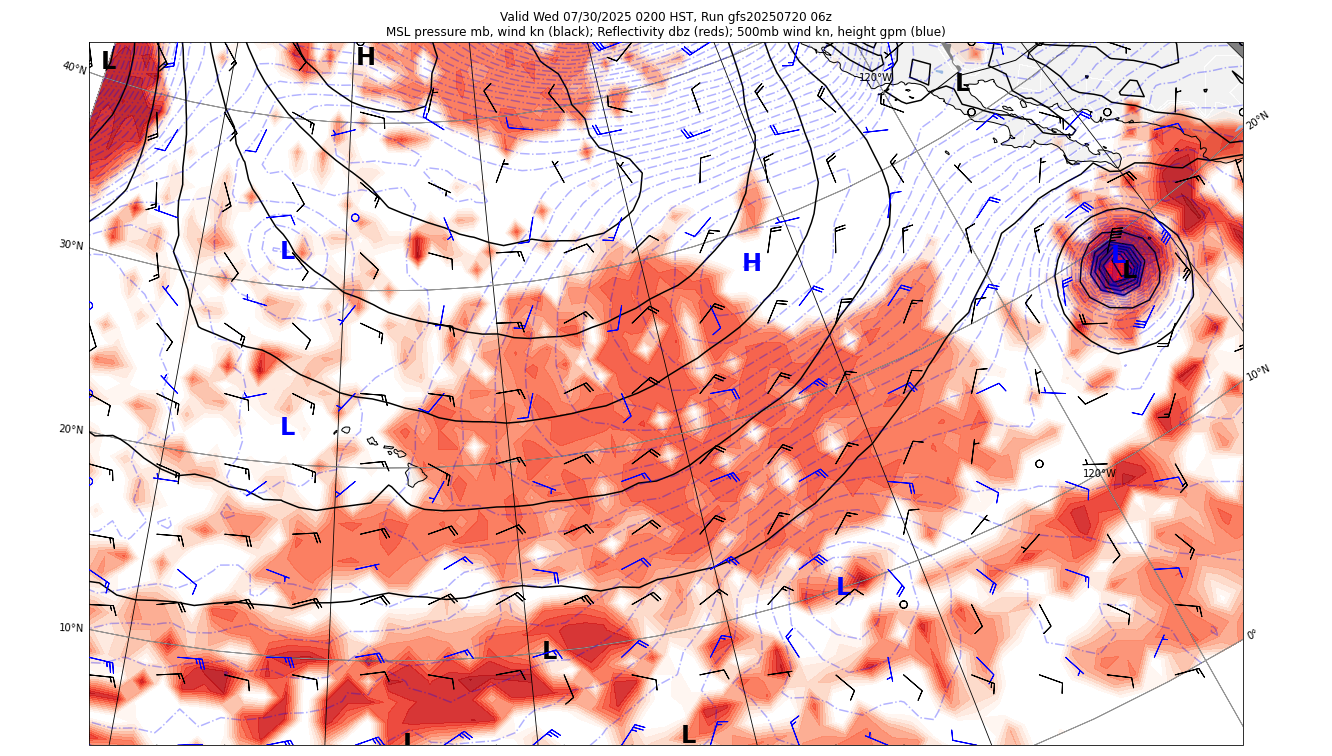 Valid Wed 07/30/2025 0200 HST, Run gfs20250720 06z
MSL pressure mb, wind kn (black); Reflectivity dbz (reds); 500mb wind kn, height gpm (blue)
L
H
L
40°N
120°W
20°N
30°N
L
H
L
L
10°N
20°N
L
120°W
L
10°N
0°
L
L
L